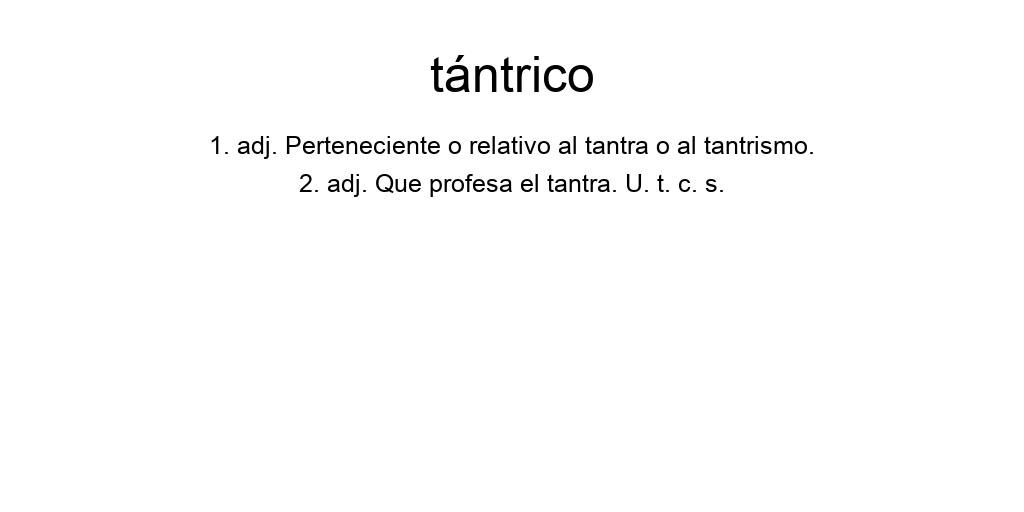 tántrico
1. adj. Perteneciente o relativo al tantra o al tantrismo.
2. adj. Que profesa el tantra. U. t. c. s.